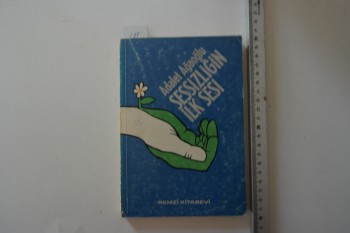 Adalet Ağaoğlu
SESSİZLİĞİN
İLK SESİ
REMZİ KİTABEVİ